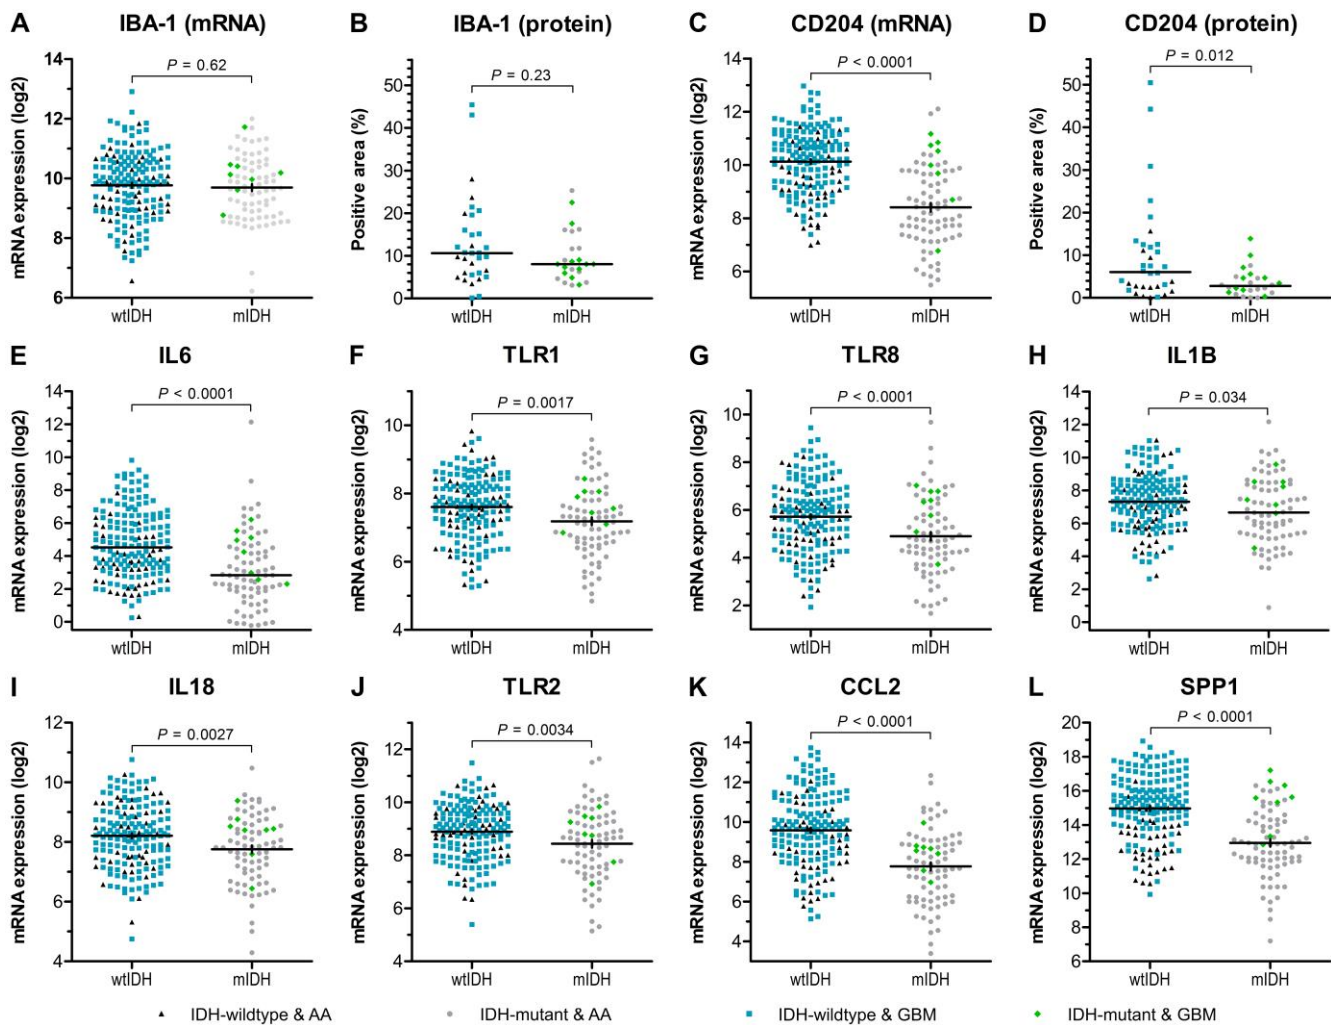 A IBA-1 (mRNA)
mRNA expression (log2)
14
12
10
8
6
P = 0.62
wtIDH mIDH
B IBA-1 (protein)
Positive area (%)
50
40
30
20
10
0
P = 0.23
wtIDH mIDH
C CD204 (mRNA)
mRNA expression (log2)
14
12
10
8
6
P < 0.0001
wtIDH mIDH
D CD204 (protein)
Positive area (%)
50
40
30
20
10
0
P = 0.012
wtIDH mIDH
E IL6
mRNA expression (log2)
14
12
10
8
6
4
2
0
P < 0.0001
wtIDH mIDH
F TLR1
mRNA expression (log2)
10
8
6
4
P = 0.0017
wtIDH mIDH
G TLR8
mRNA expression (log2)
10
8
6
4
2
P < 0.0001
wtIDH mIDH
H IL1B
mRNA expression (log2)
14
12
10
8
6
4
2
0
P = 0.034
wtIDH mIDH
I IL18
mRNA expression (log2)
12
10
8
6
4
P = 0.0027
wtIDH mIDH
J TLR2
mRNA expression (log2)
12
10
8
6
4
P = 0.0034
wtIDH mIDH
K CCL2
mRNA expression (log2)
14
12
10
8
6
4
P < 0.0001
wtIDH mIDH
L SPP1
mRNA expression (log2)
20
18
16
14
12
10
8
6
P < 0.0001
wtIDH mIDH
IDH-wildtype & AA IDH-mutant & AA IDH-wildtype & GBM IDH-mutant & GBM